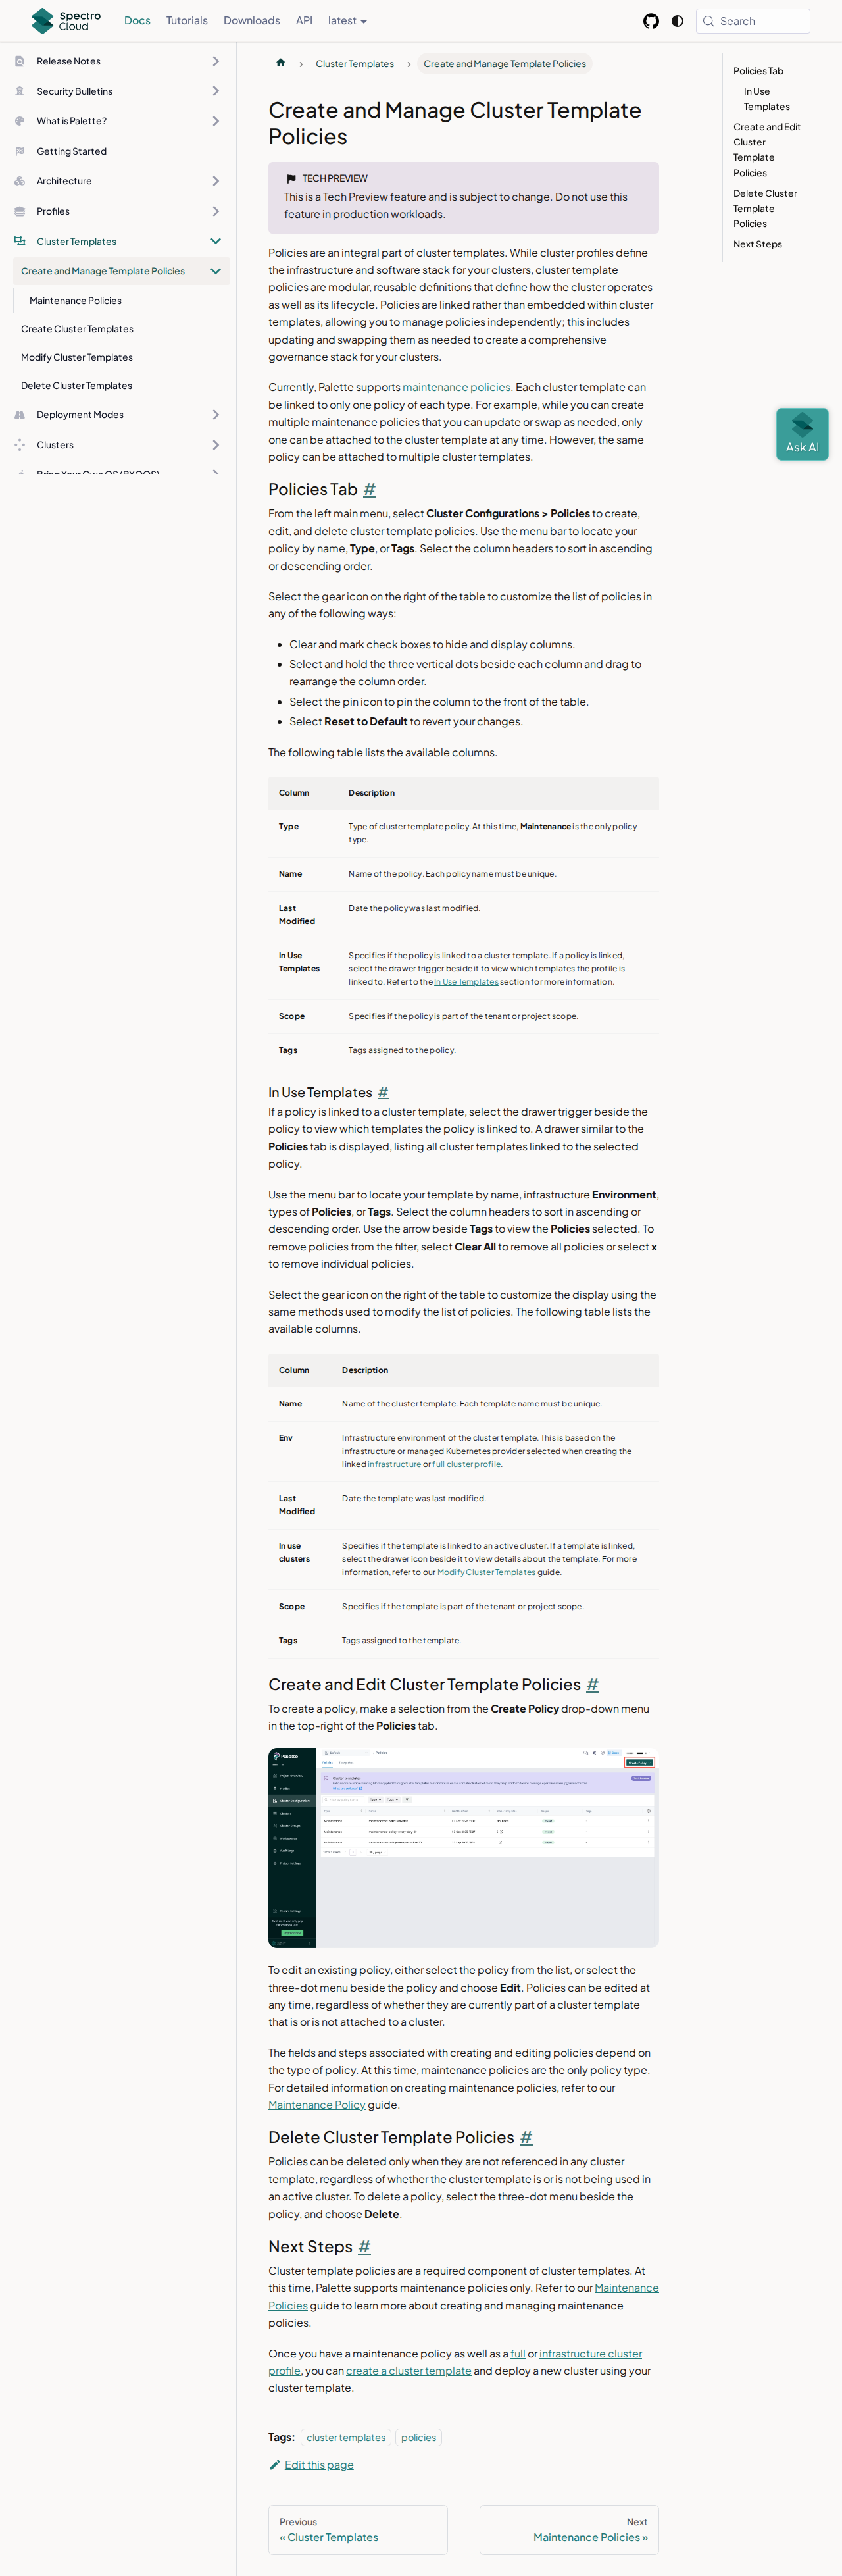 Spectro Cloud
Docs
Tutorials
Downloads
API
latest
Search
Release Notes
Security Bulletins
What is Palette?
Getting Started
Architecture
Profiles
Cluster Templates
Create and Manage Template Policies
Maintenance Policies
Create Cluster Templates
Modify Cluster Templates
Delete Cluster Templates
Deployment Modes
Clusters
Cluster Templates
Create and Manage Template Policies
Create and Manage Cluster Template
Policies
TECH PREVIEW
This is a Tech Preview feature and is subject to change. Do not use this
feature in production workloads.
Policies are an integral part of cluster templates. While cluster profiles define
the infrastructure and software stack for your clusters, cluster template
policies are modular, reusable definitions that define how the cluster operates
as well as its lifecycle. Policies are linked rather than embedded within cluster
templates, allowing you to manage policies independently; this includes
updating and swapping them as needed to create a comprehensive
governance stack for your clusters.
Currently, Palette supports maintenance policies. Each cluster template can
be linked to only one policy of each type. For example, while you can create
multiple maintenance policies that you can update or swap as needed, only
one can be attached to the cluster template at any time. However, the same
policy can be attached to multiple cluster templates.
Policies Tab #
From the left main menu, select Cluster Configurations > Policies to create,
edit, and delete cluster template policies. Use the menu bar to locate your
policy by name, Type, or Tags. Select the column headers to sort in ascending
or descending order.
Select the gear icon on the right of the table to customize the list of policies in
any of the following ways:
Clear and mark check boxes to hide and display columns.
Select and hold the three vertical dots beside each column and drag to
rearrange the column order.
Select the pin icon to pin the column to the front of the table.
Select Reset to Default to revert your changes.
The following table lists the available columns.
Column Description
Type Type of cluster template policy. At this time, Maintenance is the only policy
type.
Name Name of the policy. Each policy name must be unique.
Last Date the policy was last modified.
Modified
In Use Specifies if the policy is linked to a cluster template. If a policy is linked,
Templates select the drawer trigger beside it to view which templates the profile is
linked to. Refer to the In Use Templates section for more information.
Scope Specifies if the policy is part of the tenant or project scope.
Tags Tags assigned to the policy.
In Use Templates #
If a policy is linked to a cluster template, select the drawer trigger beside the
policy to view which templates the policy is linked to. A drawer similar to the
Policies tab is displayed, listing all cluster templates linked to the selected
policy.
Use the menu bar to locate your template by name, infrastructure Environment,
types of Policies, or Tags. Select the column headers to sort in ascending or
descending order. Use the arrow beside Tags to view the Policies selected. To
remove policies from the filter, select Clear All to remove all policies or select x
to remove individual policies.
Select the gear icon on the right of the table to customize the display using the
same methods used to modify the list of policies. The following table lists the
available columns.
Column Description
Name Name of the cluster template. Each template name must be unique.
Env Infrastructure environment of the cluster template. This is based on the
infrastructure or managed Kubernetes provider selected when creating the
linked infrastructure or full cluster profile.
Last Date the template was last modified.
Modified
In use Specifies if the template is linked to an active cluster. If a template is linked,
clusters select the drawer icon beside it to view details about the template. For more
information, refer to our Modify Cluster Templates guide.
Scope Specifies if the template is part of the tenant or project scope.
Tags Tags assigned to the template.
Create and Edit Cluster Template Policies #
To create a policy, make a selection from the Create Policy drop-down menu
in the top-right of the Policies tab.
Palette
To edit an existing policy, either select the policy from the list, or select the
three-dot menu beside the policy and choose Edit. Policies can be edited at
any time, regardless of whether they are currently part of a cluster template
that is or is not attached to a cluster.
The fields and steps associated with creating and editing policies depend on
the type of policy. At this time, maintenance policies are the only policy type.
For detailed information on creating maintenance policies, refer to our
Maintenance Policy guide.
Delete Cluster Template Policies #
Policies can be deleted only when they are not referenced in any cluster
template, regardless of whether the cluster template is or is not being used in
an active cluster. To delete a policy, select the three-dot menu beside the
policy, and choose Delete.
Next Steps #
Cluster template policies are a required component of cluster templates. At
this time, Palette supports maintenance policies only. Refer to our Maintenance
Policies guide to learn more about creating and managing maintenance
policies.
Once you have a maintenance policy as well as a full or infrastructure cluster
profile, you can create a cluster template and deploy a new cluster using your
cluster template.
Tags: cluster templates policies
Edit this page
Previous
« Cluster Templates
Next
Maintenance Policies »
Policies Tab
In Use
Templates
Create and Edit
Cluster
Template
Policies
Delete Cluster
Template
Policies
Next Steps
Ask AI